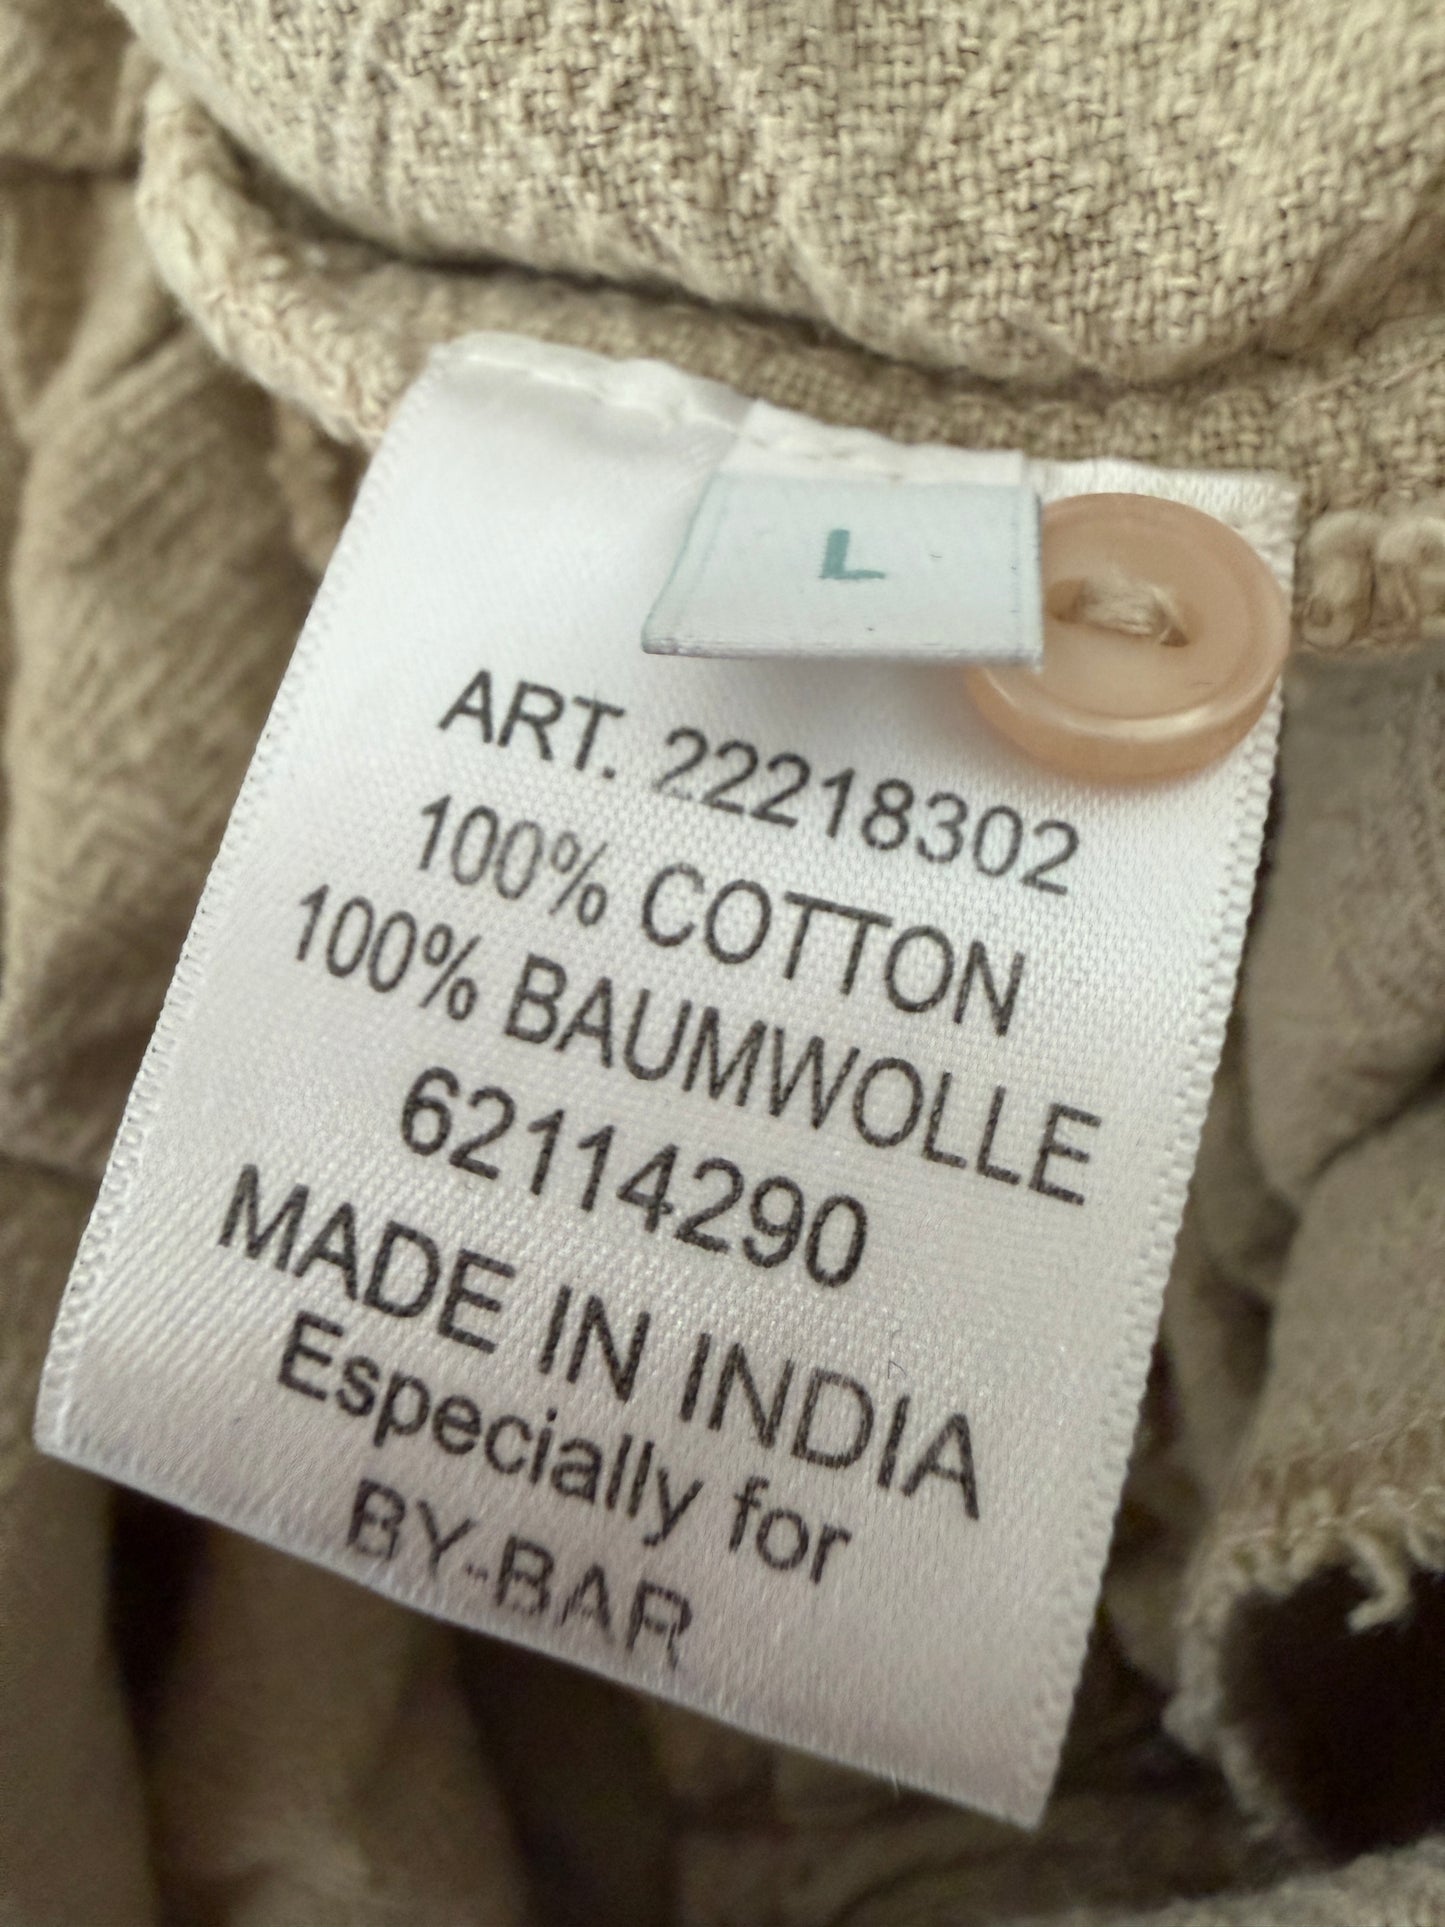 L
ART. 22218302
100% COTTON
100% BAUMWOLLE
62114290
MADE IN INDIA
Especially for
BY-BAR